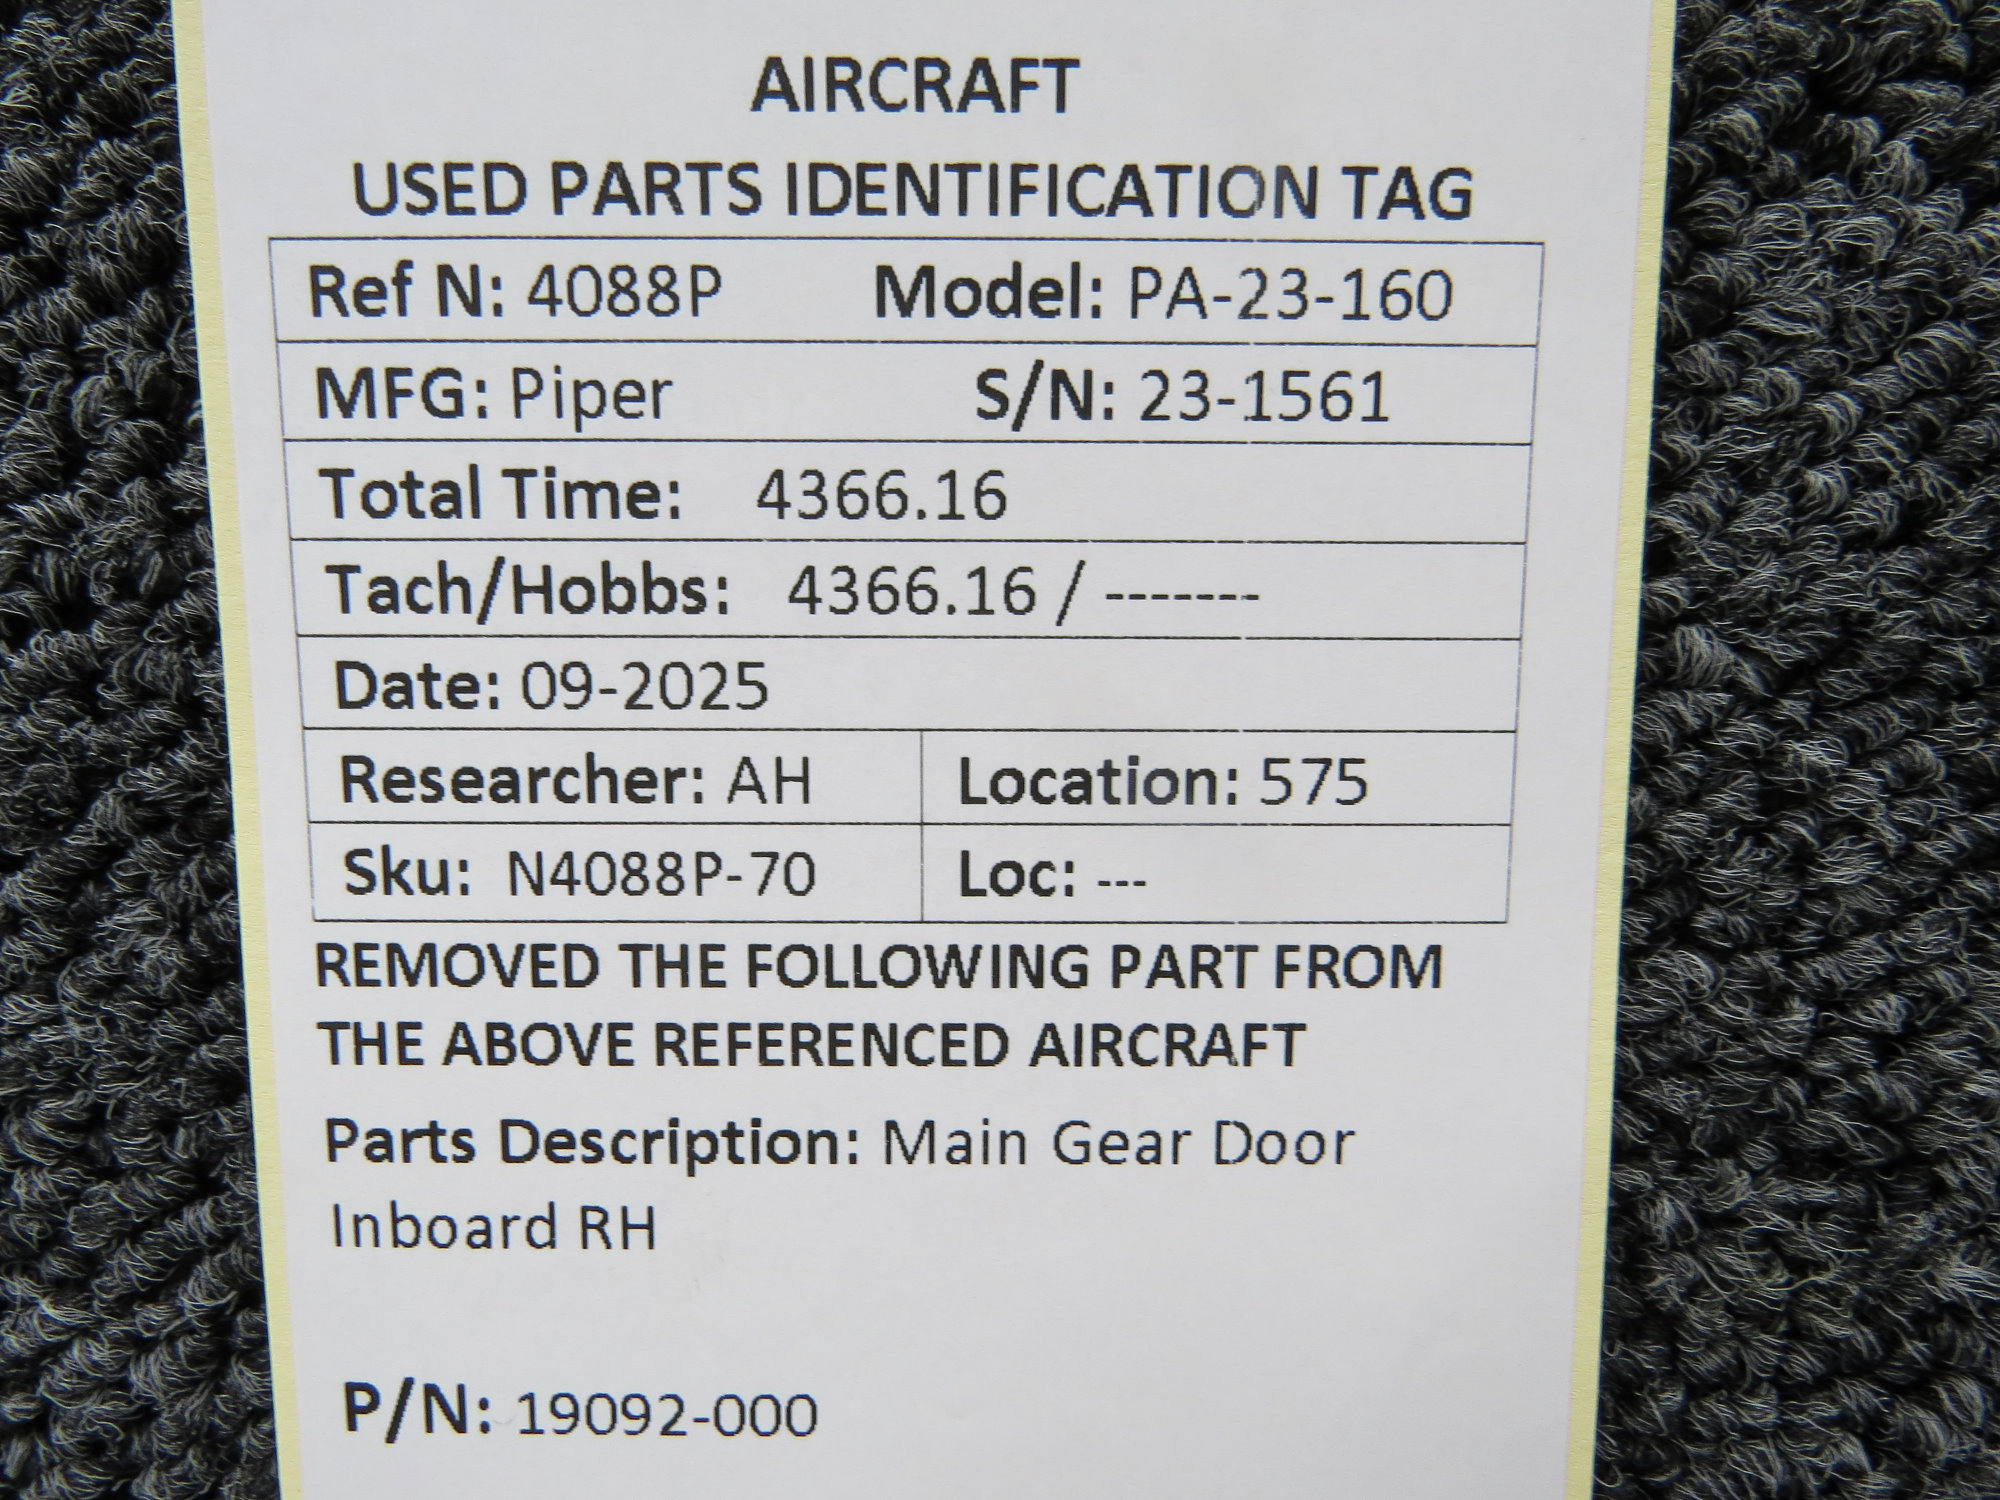 AIRCRAFT
USED PARTS IDENTIFICATION TAG
Ref N: 4088P Model: PA-23-160
MFG: Piper S/N: 23-1561
Total Time: 4366.16
Tach/Hobbs: 4366.16 / -------
Date: 09-2025
Researcher: AH Location: 575
Sku: N4088P-70 Loc: ---
REMOVED THE FOLLOWING PART FROM
THE ABOVE REFERENCED AIRCRAFT
Parts Description: Main Gear Door
Inboard RH
P/N: 19092-000